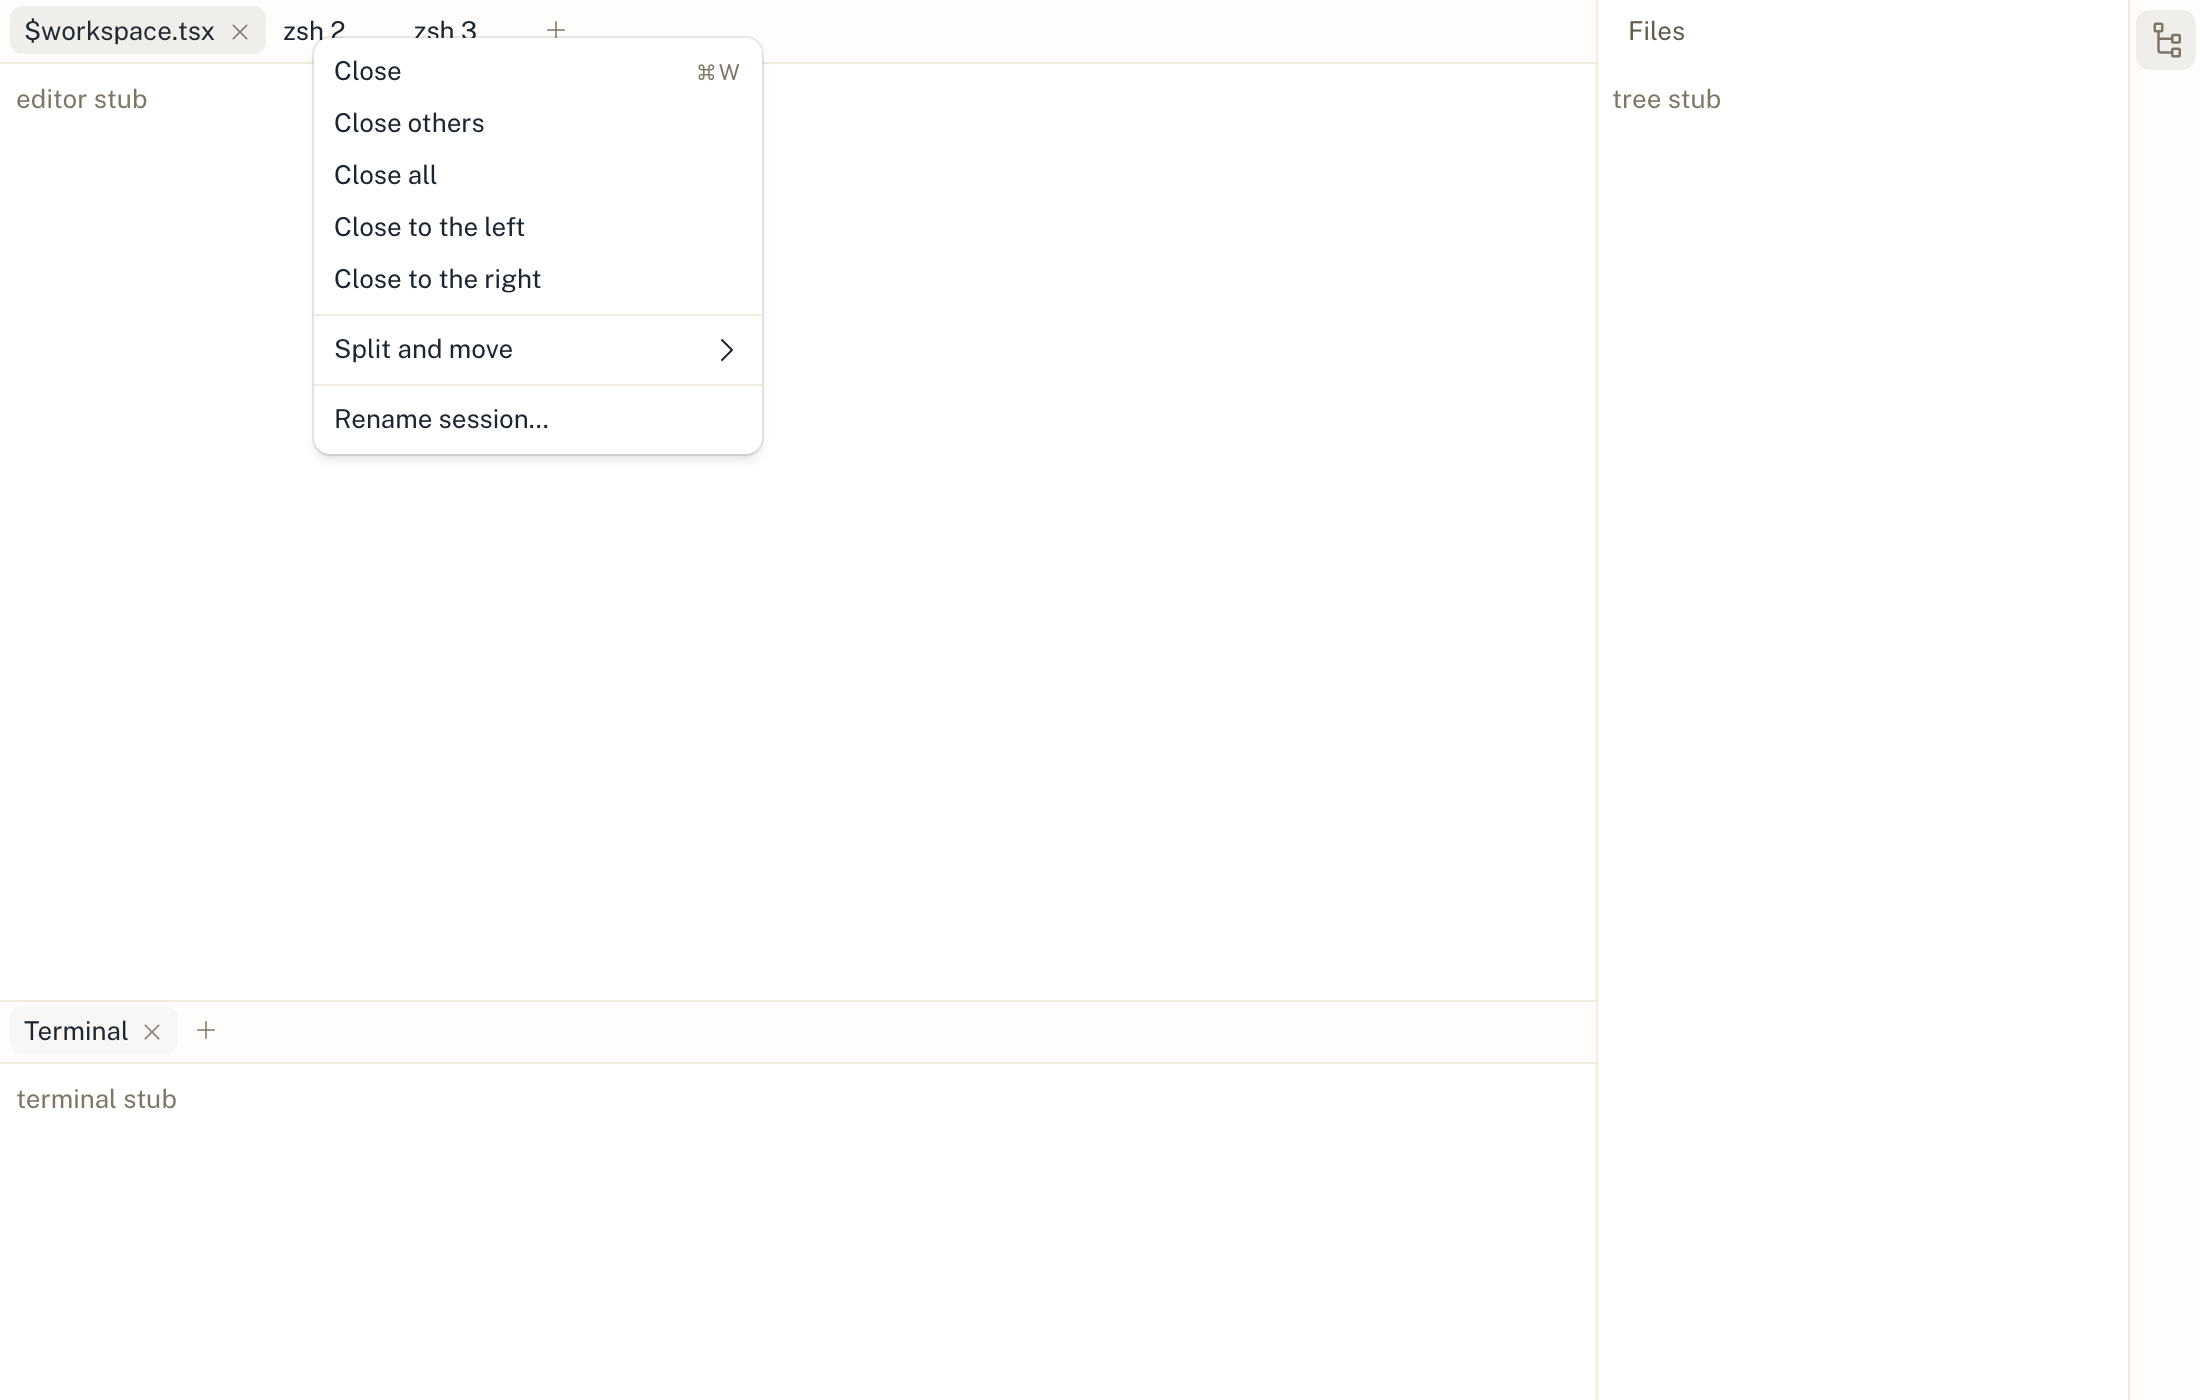 $workspace.tsx
zsh 2
zsh 3
Files
editor stub
tree stub
Close ⌘W
Close others
Close all
Close to the left
Close to the right
Split and move
Rename session...
Terminal
terminal stub